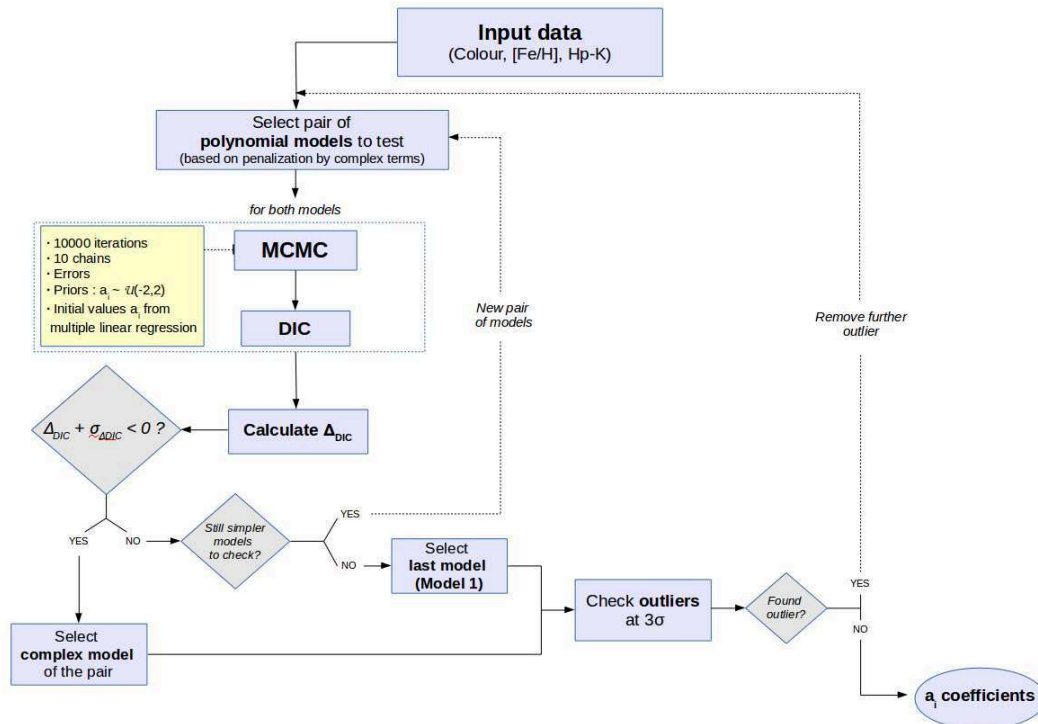 Input data
(Colour, [Fe/H], Hp-K)
Select pair of
polynomial models to test
(based on penalization by complex terms)
for both models
· 10000 iterations
· 10 chains
· Errors
· Priors : aᵢ ~ 𝒰(-2,2)
· Initial values aᵢ from
multiple linear regression
MCMC
DIC
New pair
of models
Remove further
outlier
Δ_DIC + σ_ΔDIC < 0 ?
Calculate Δ_DIC
YES
NO
Still simpler
models
to check?
YES
NO
Select
last model
(Model 1)
Check outliers
at 3σ
Found
outlier?
YES
NO
Select
complex model
of the pair
aᵢ coefficients